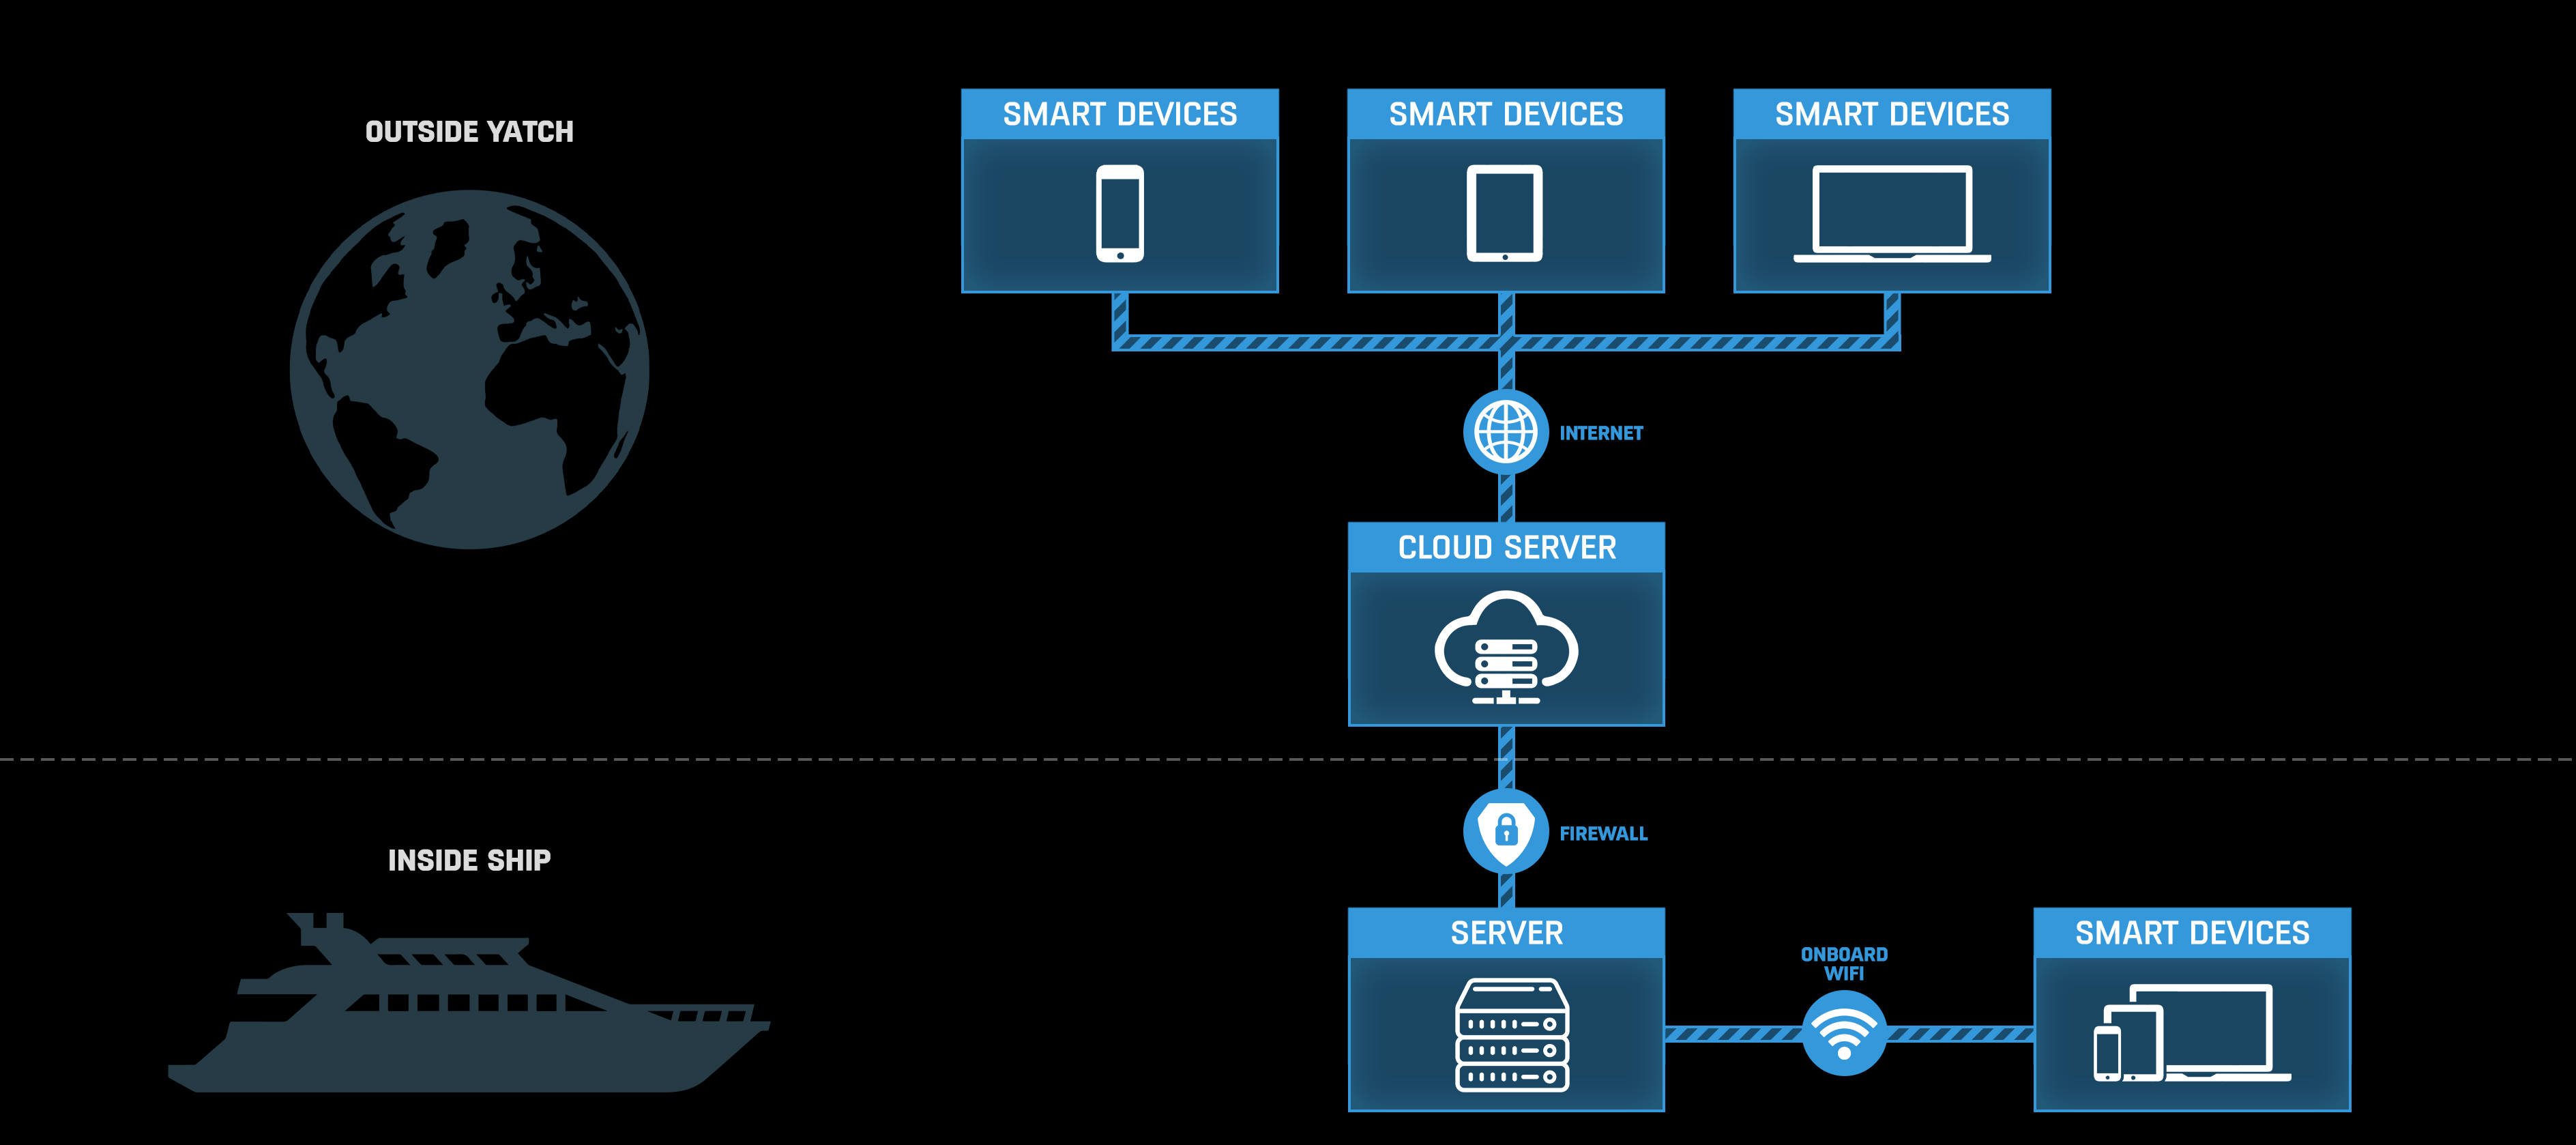 OUTSIDE YATCH
SMART DEVICES
SMART DEVICES
SMART DEVICES
INTERNET
CLOUD SERVER
FIREWALL
INSIDE SHIP
SERVER
ONBOARD
WIFI
SMART DEVICES